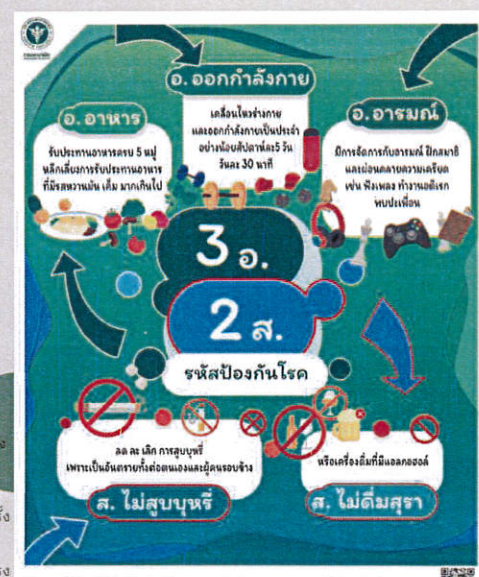 อ. ออกกำลังกาย
เคลื่อนไหวร่างกาย
และออกกำลังกายเป็นประจำ
อย่างน้อยสัปดาห์ละ 5 วัน
วันละ 30 นาที
อ. อาหาร
รับประทานอาหารครบ 5 หมู่
หลีกเลี่ยงการรับประทานอาหาร
ที่มีรสหวานมัน เค็ม มากเกินไป
อ. อารมณ์
มีการจัดการกับอารมณ์ ฝึกสมาธิ
และผ่อนคลายความเครียด
เช่น ฟังเพลง ทำงานอดิเรก
พบปะเพื่อน
3 อ.
2 ส.
รหัสป้องกันโรค
ลด ละ เลิก การสูบบุหรี่
เพราะเป็นอันตรายทั้งต่อตนเองและผู้คนรอบข้าง
ส. ไม่สูบบุหรี่
หรือเครื่องดื่มที่มีแอลกอฮอล์
ส. ไม่ดื่มสุรา